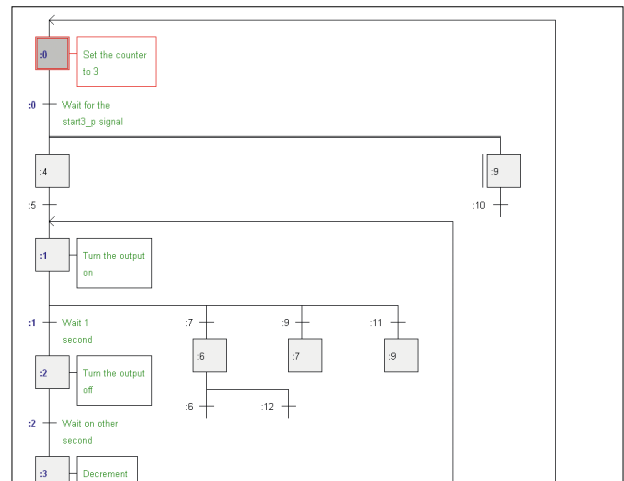 :0
Set the counter
to 3
:0
Wait for the
start3_p signal
:4
:9
:5
:10
:1
Turn the output
on
:1
Wait 1
second
:7
:9
:11
:6
:7
:9
:2
Turn the output
off
:6
:12
:2
Wait on other
second
:3
Decrement